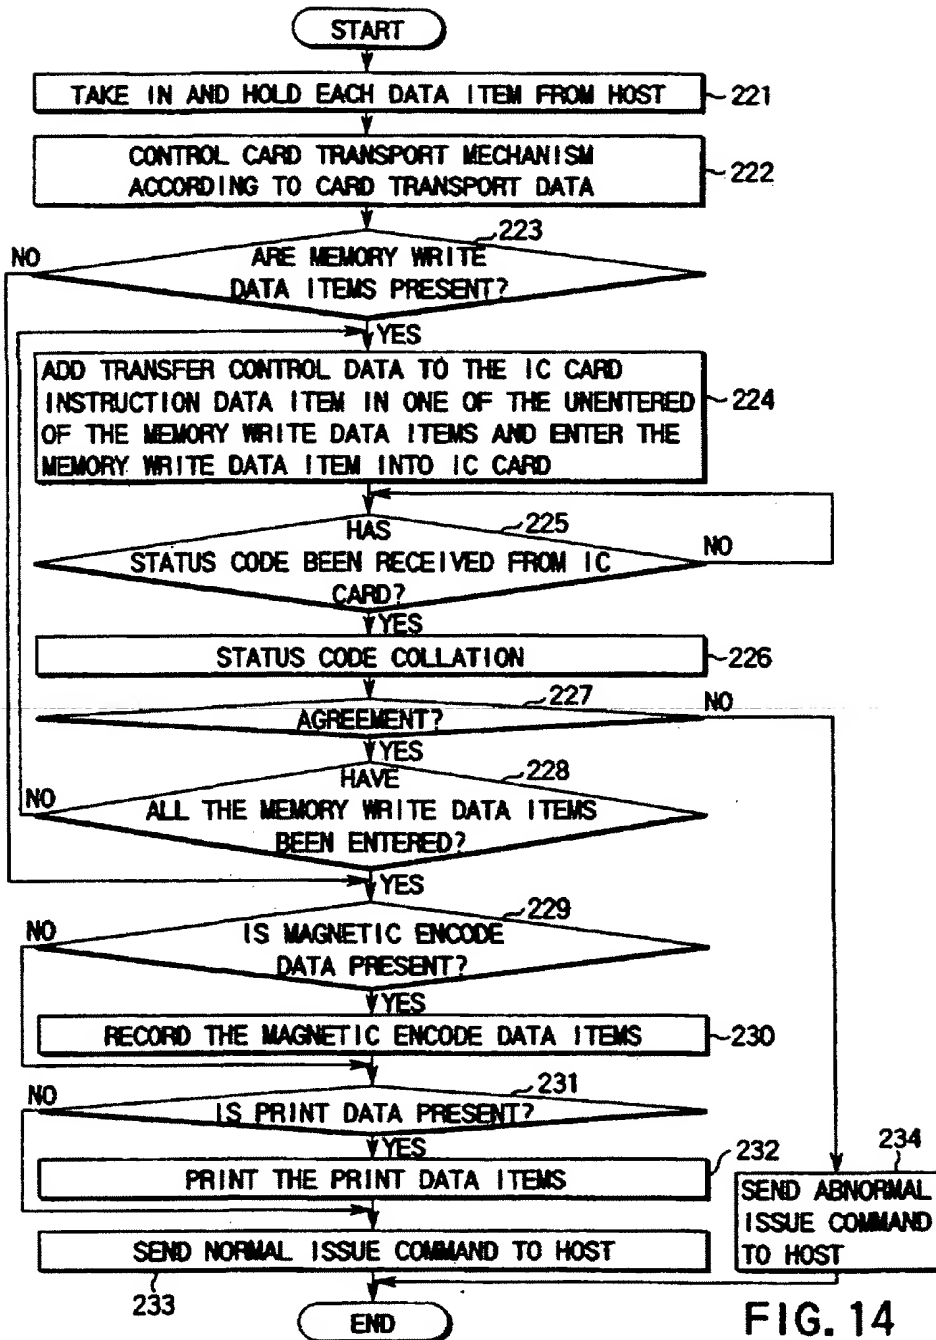 START
TAKE IN AND HOLD EACH DATA ITEM FROM HOST
221
CONTROL CARD TRANSPORT MECHANISM
ACCORDING TO CARD TRANSPORT DATA
222
223
NO
ARE MEMORY WRITE
DATA ITEMS PRESENT?
YES
ADD TRANSFER CONTROL DATA TO THE IC CARD
INSTRUCTION DATA ITEM IN ONE OF THE UNENTERED
OF THE MEMORY WRITE DATA ITEMS AND ENTER THE
MEMORY WRITE DATA ITEM INTO IC CARD
224
225
HAS
STATUS CODE BEEN RECEIVED FROM IC
CARD?
NO
YES
STATUS CODE COLLATION
226
227
AGREEMENT?
NO
YES
228
HAVE
ALL THE MEMORY WRITE DATA ITEMS
BEEN ENTERED?
NO
YES
229
NO
IS MAGNETIC ENCODE
DATA PRESENT?
YES
RECORD THE MAGNETIC ENCODE DATA ITEMS
230
231
NO
IS PRINT DATA PRESENT?
YES
232
PRINT THE PRINT DATA ITEMS
234
SEND ABNORMAL
ISSUE COMMAND
TO HOST
SEND NORMAL ISSUE COMMAND TO HOST
233
END
FIG. 14